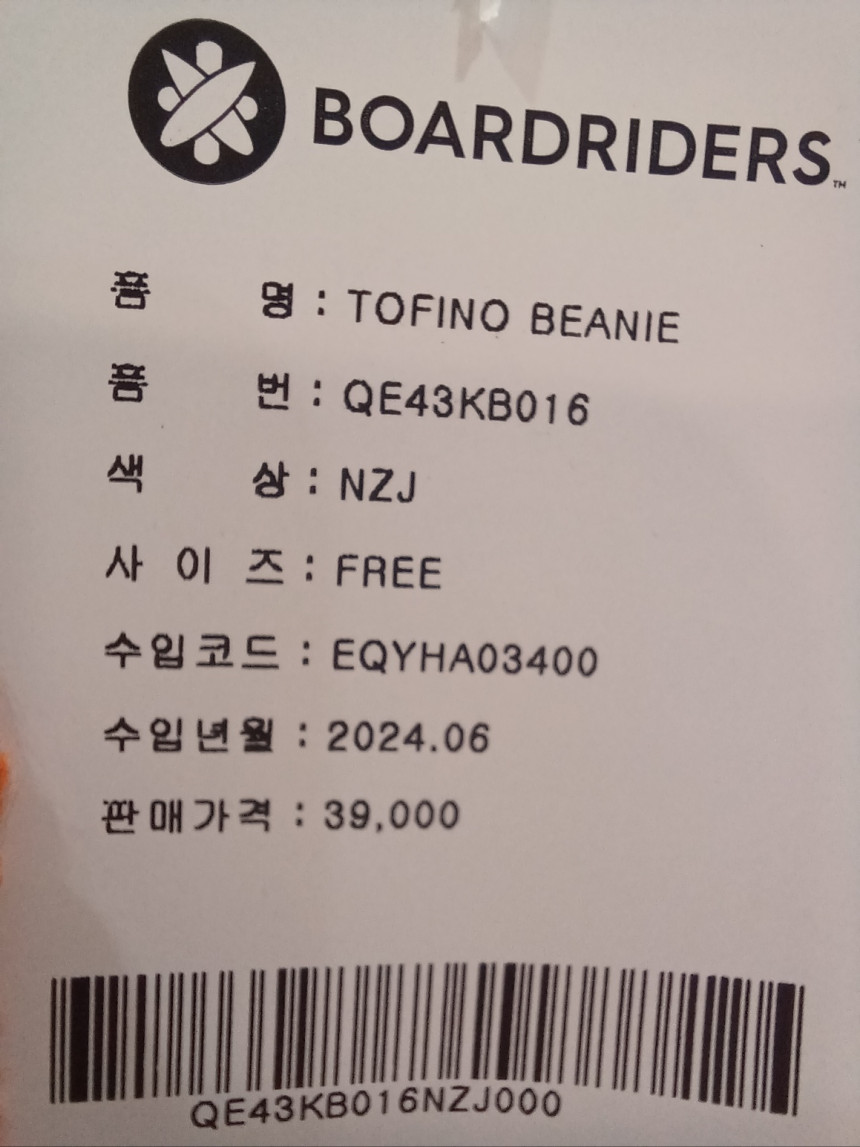 BOARDRIDERS™
품 명 : TOFINO BEANIE
품 번 : QE43KB016
색 상 : NZJ
사 이 즈 : FREE
수입코드 : EQYHA03400
수입년월 : 2024.06
판매가격 : 39,000
QE43KB016NZJ000